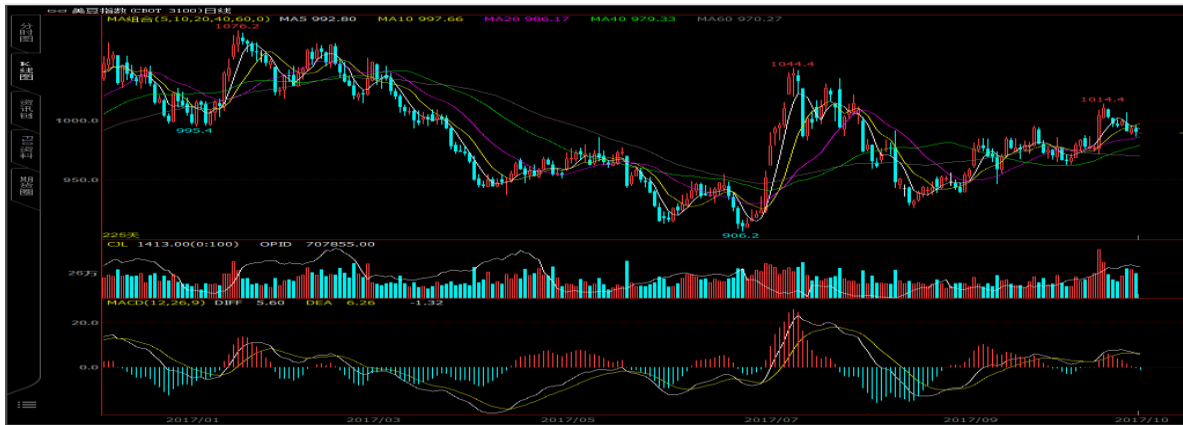 美豆指数(CBOT 3100)日线
MA组合(5,10,20,40,60,0) MA5 992.80 MA10 997.66 MA20 986.17 MA40 979.33 MA60 970.27
分时图
K线图
资讯链
品资料
期货圈
1076.2
1044.4
1014.4
1000.0
995.4
950.0
906.2
225天
CJL 1413.00(0:100) OPID 707855.00
26万
MACD(12,26,9) DIFF 5.60 DEA 6.26 -1.32
20.0
0.0
2017/01 2017/03 2017/05 2017/07 2017/09 2017/10